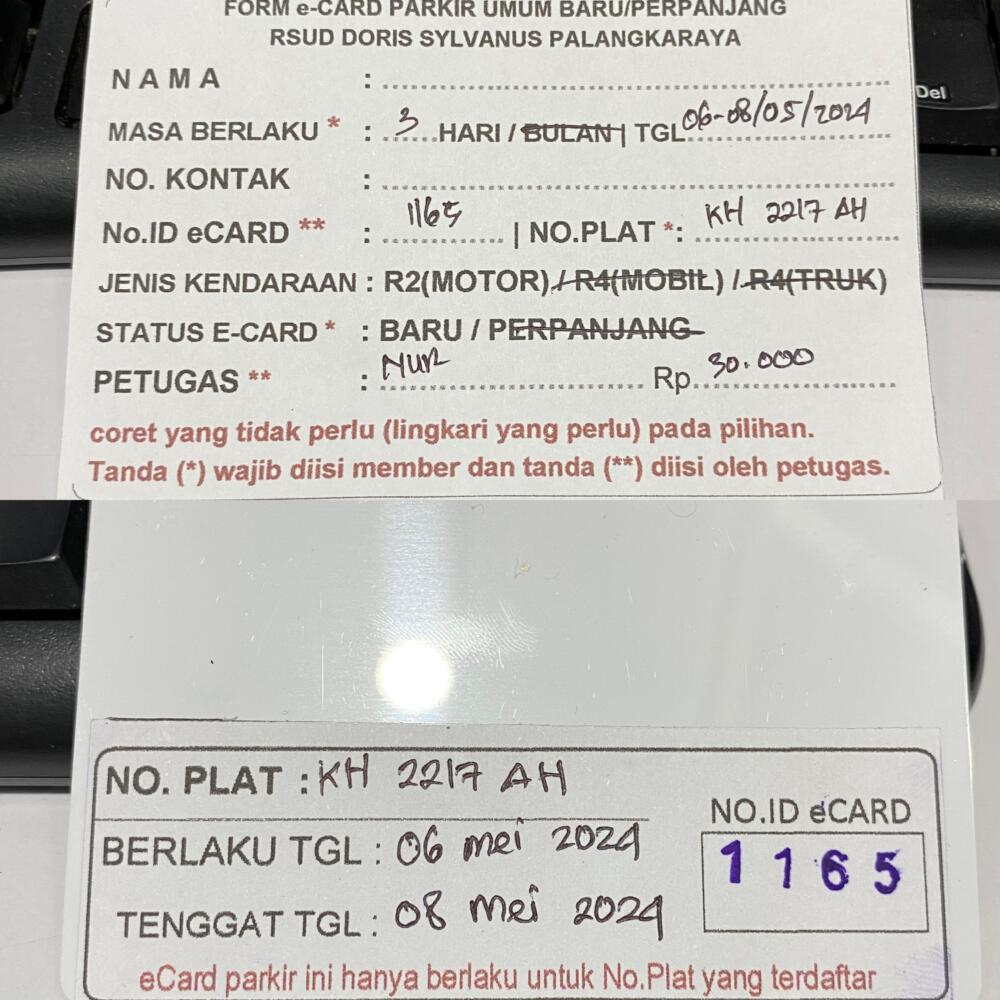 FORM e-CARD PARKIR UMUM BARU/PERPANJANG
RSUD DORIS SYLVANUS PALANGKARAYA
NAMA : ........
MASA BERLAKU * : 3 HARI / BULAN | TGL 06-08/05/2024
NO. KONTAK : ........
No.ID eCARD ** : 1165 | NO.PLAT *: KH 2217 AH
JENIS KENDARAAN : R2(MOTOR) / R4(MOBIL) / R4(TRUK)
STATUS E-CARD * : BARU / PERPANJANG
PETUGAS ** : Nur Rp. 30.000
coret yang tidak perlu (lingkari yang perlu) pada pilihan.
Tanda (*) wajib diisi member dan tanda (**) diisi oleh petugas.
Del
NO. PLAT : KH 2217 AH
BERLAKU TGL : 06 mei 2024
TENGGAT TGL : 08 mei 2024
NO.ID eCARD
1165
eCard parkir ini hanya berlaku untuk No.Plat yang terdaftar